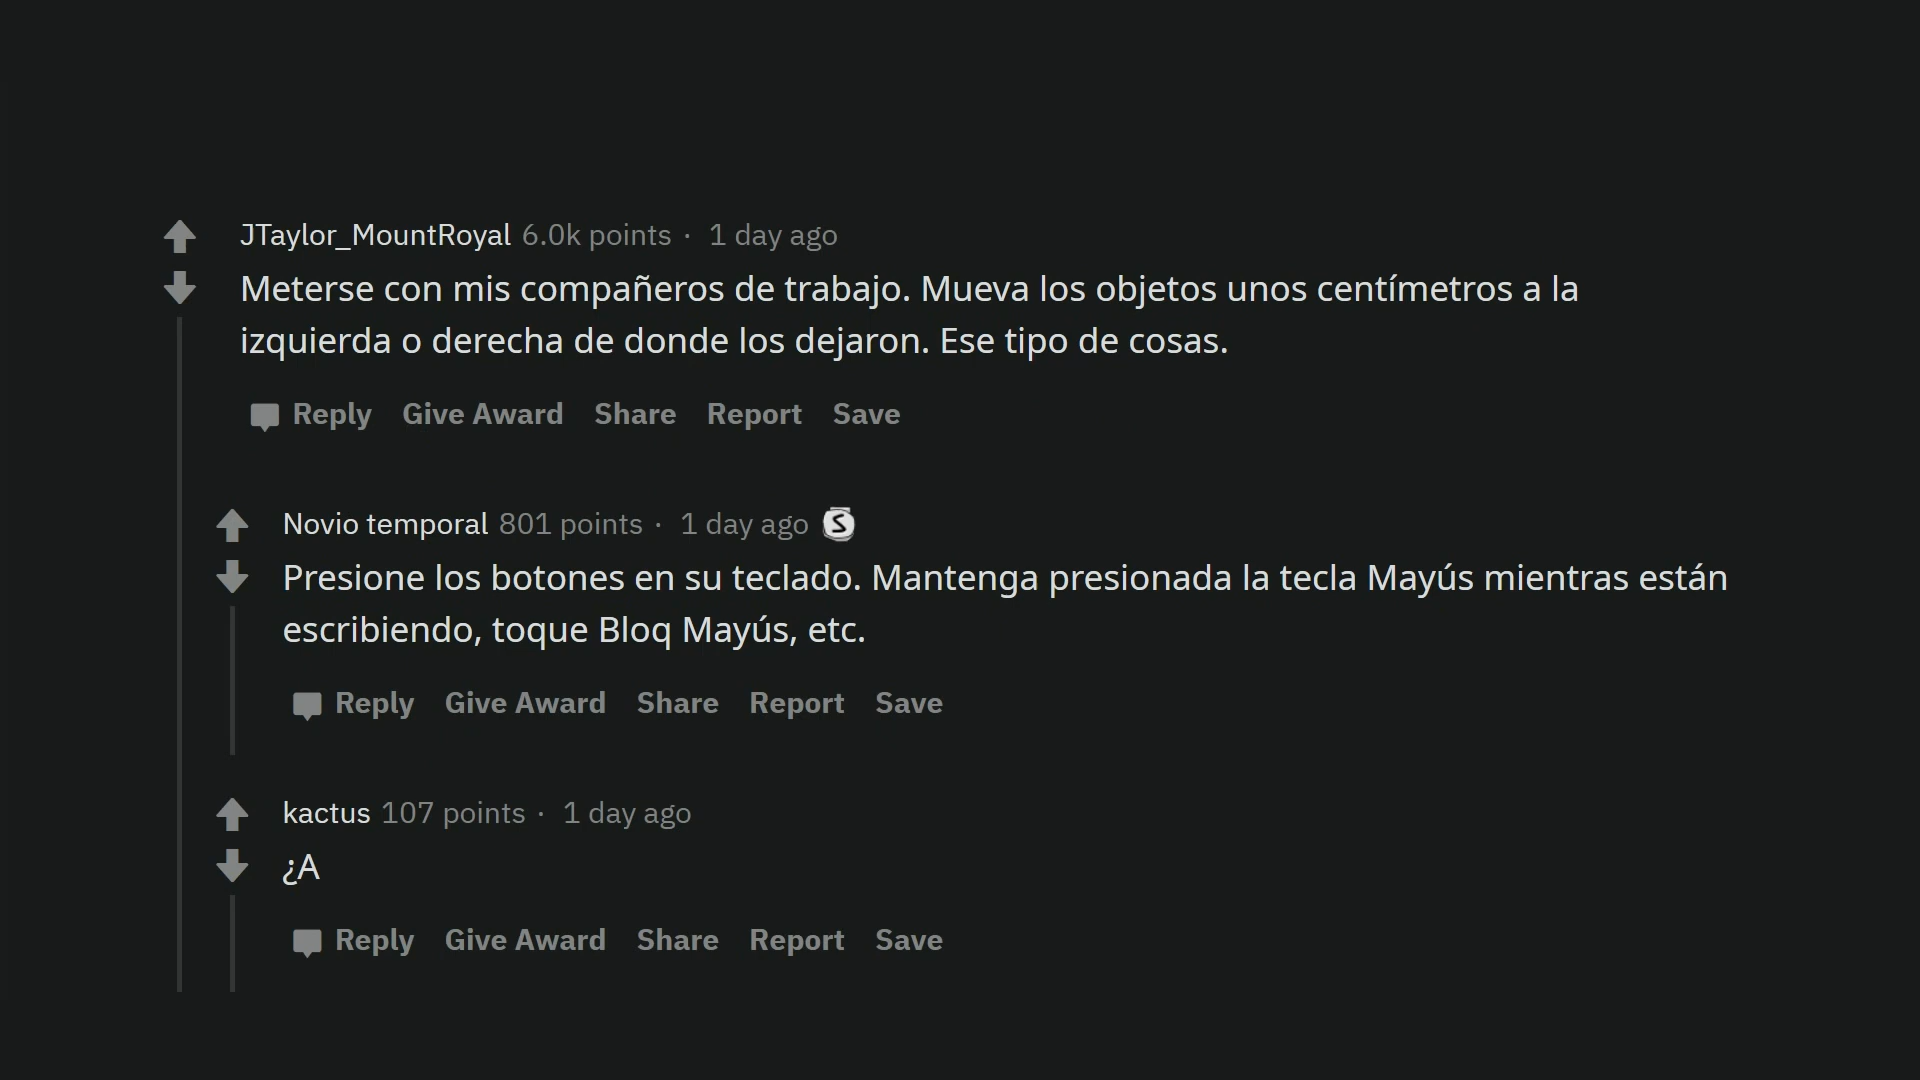 JTaylor_MountRoyal 6.0k points · 1 day ago
Meterse con mis compañeros de trabajo. Mueva los objetos unos centímetros a la
izquierda o derecha de donde los dejaron. Ese tipo de cosas.
Reply Give Award Share Report Save
Novio temporal 801 points · 1 day ago S
Presione los botones en su teclado. Mantenga presionada la tecla Mayús mientras están
escribiendo, toque Bloq Mayús, etc.
Reply Give Award Share Report Save
kactus 107 points · 1 day ago
¿A
Reply Give Award Share Report Save